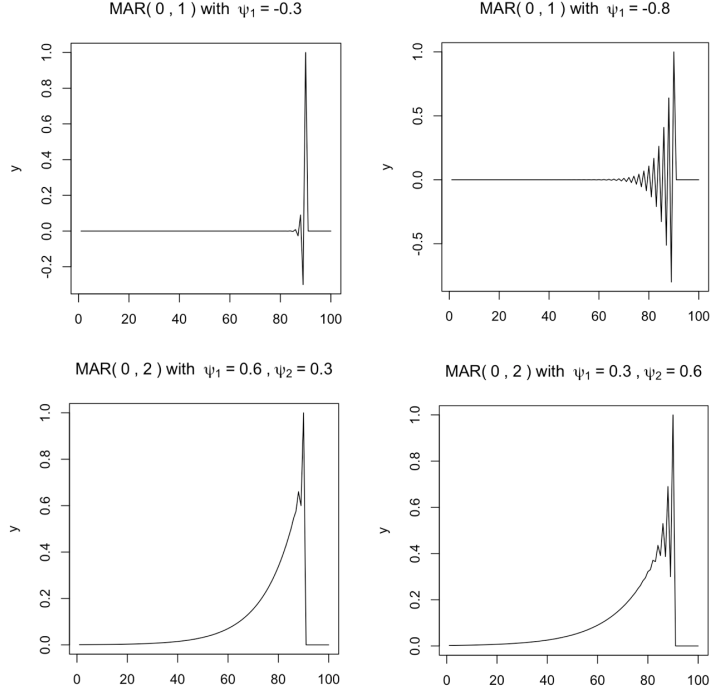 MAR( 0 , 1 ) with ψ₁ = -0.3
y
1.0
0.8
0.6
0.4
0.2
0.0
-0.2
0 20 40 60 80 100
MAR( 0 , 1 ) with ψ₁ = -0.8
y
1.0
0.5
0.0
-0.5
0 20 40 60 80 100
MAR( 0 , 2 ) with ψ₁ = 0.6 , ψ₂ = 0.3
y
1.0
0.8
0.6
0.4
0.2
0.0
0 20 40 60 80 100
MAR( 0 , 2 ) with ψ₁ = 0.3 , ψ₂ = 0.6
y
1.0
0.8
0.6
0.4
0.2
0.0
0 20 40 60 80 100